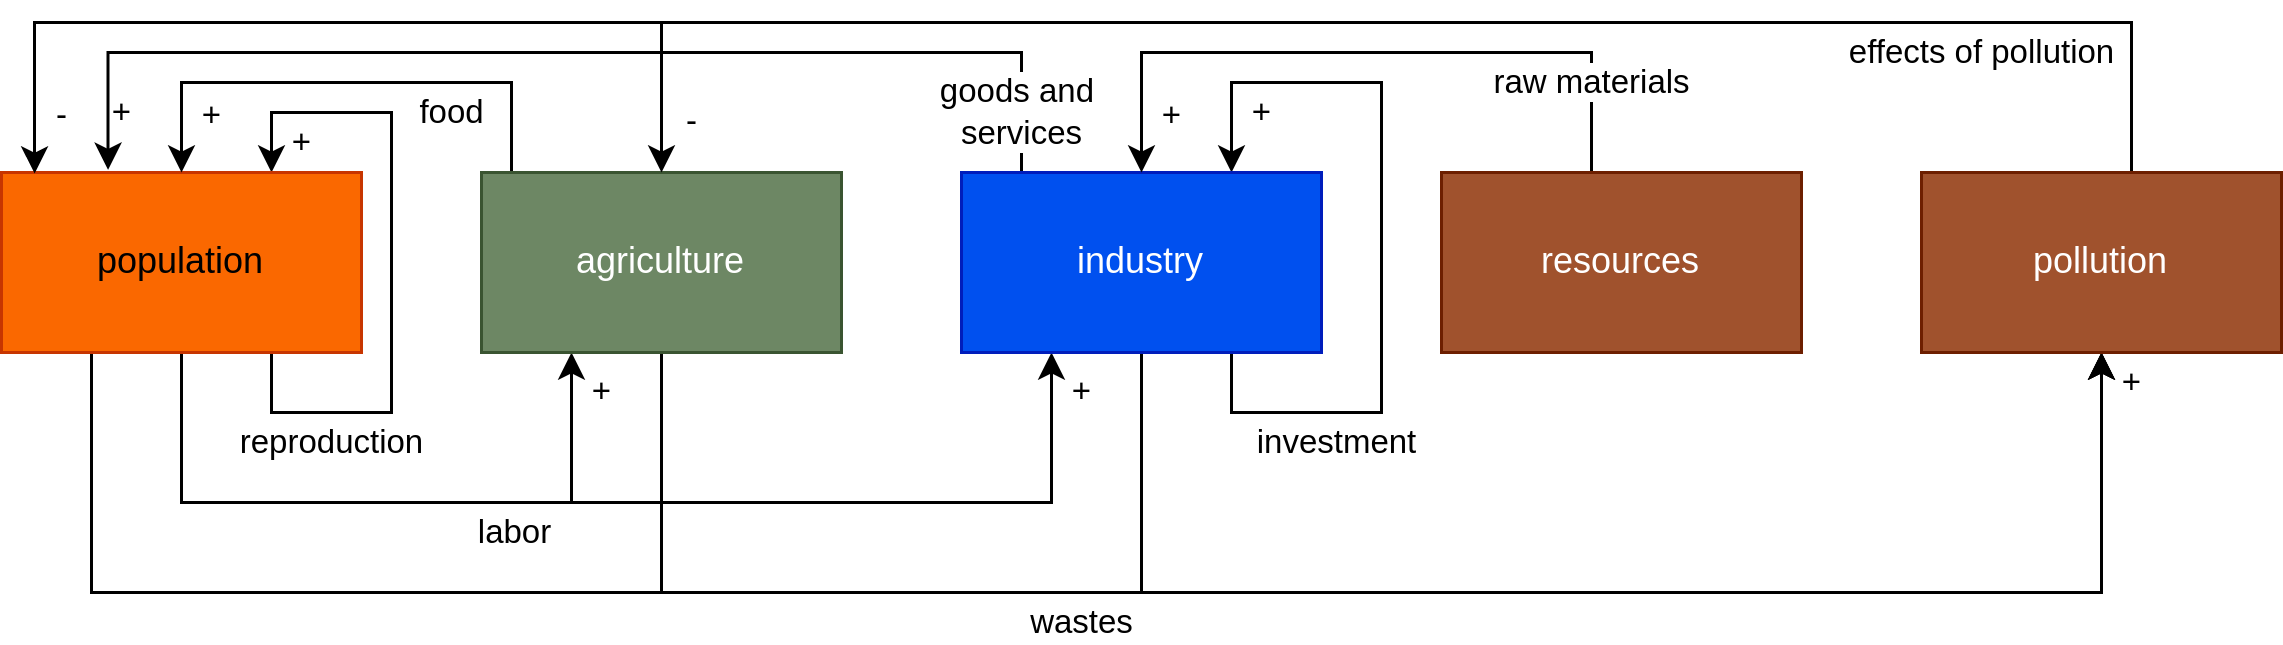 effects of pollution
raw materials
goods and
services
food
-
+
+
+
-
+
+
population
agriculture
industry
resources
pollution
+
+
+
reproduction
investment
labor
wastes